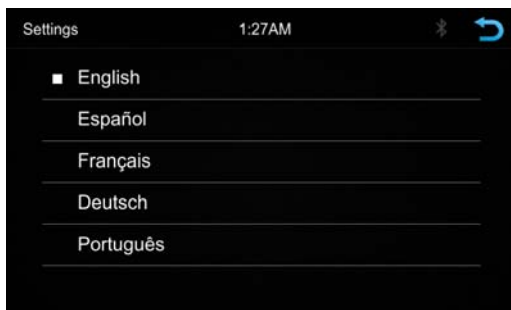 Settings 1:27AM
English
Español
Français
Deutsch
Português